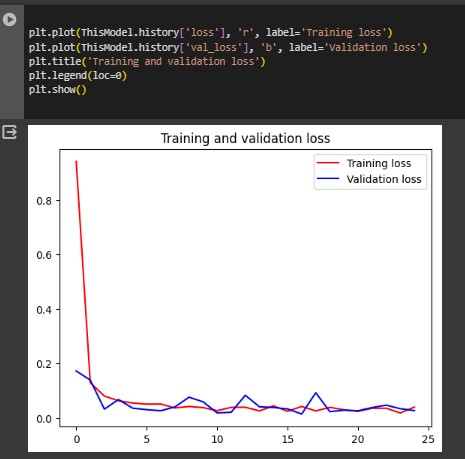 plt.plot(ThisModel.history['loss'], 'r', label='Training loss')
plt.plot(ThisModel.history['val_loss'], 'b', label='Validation loss')
plt.title('Training and validation loss')
plt.legend(loc=0)
plt.show()
Training and validation loss
Training loss
Validation loss
0.8
0.6
0.4
0.2
0.0
0 5 10 15 20 25